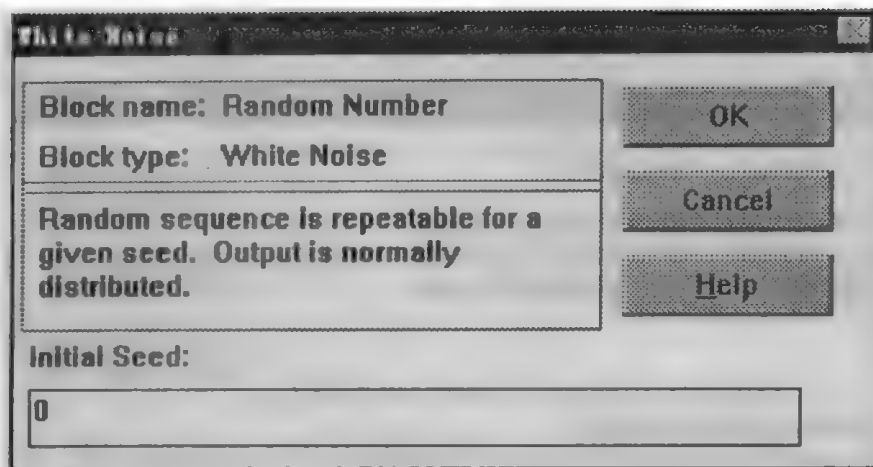 White Noise
Block name: Random Number
Block type: White Noise
Random sequence is repeatable for a
given seed. Output is normally
distributed.
Initial Seed:
0
OK
Cancel
Help